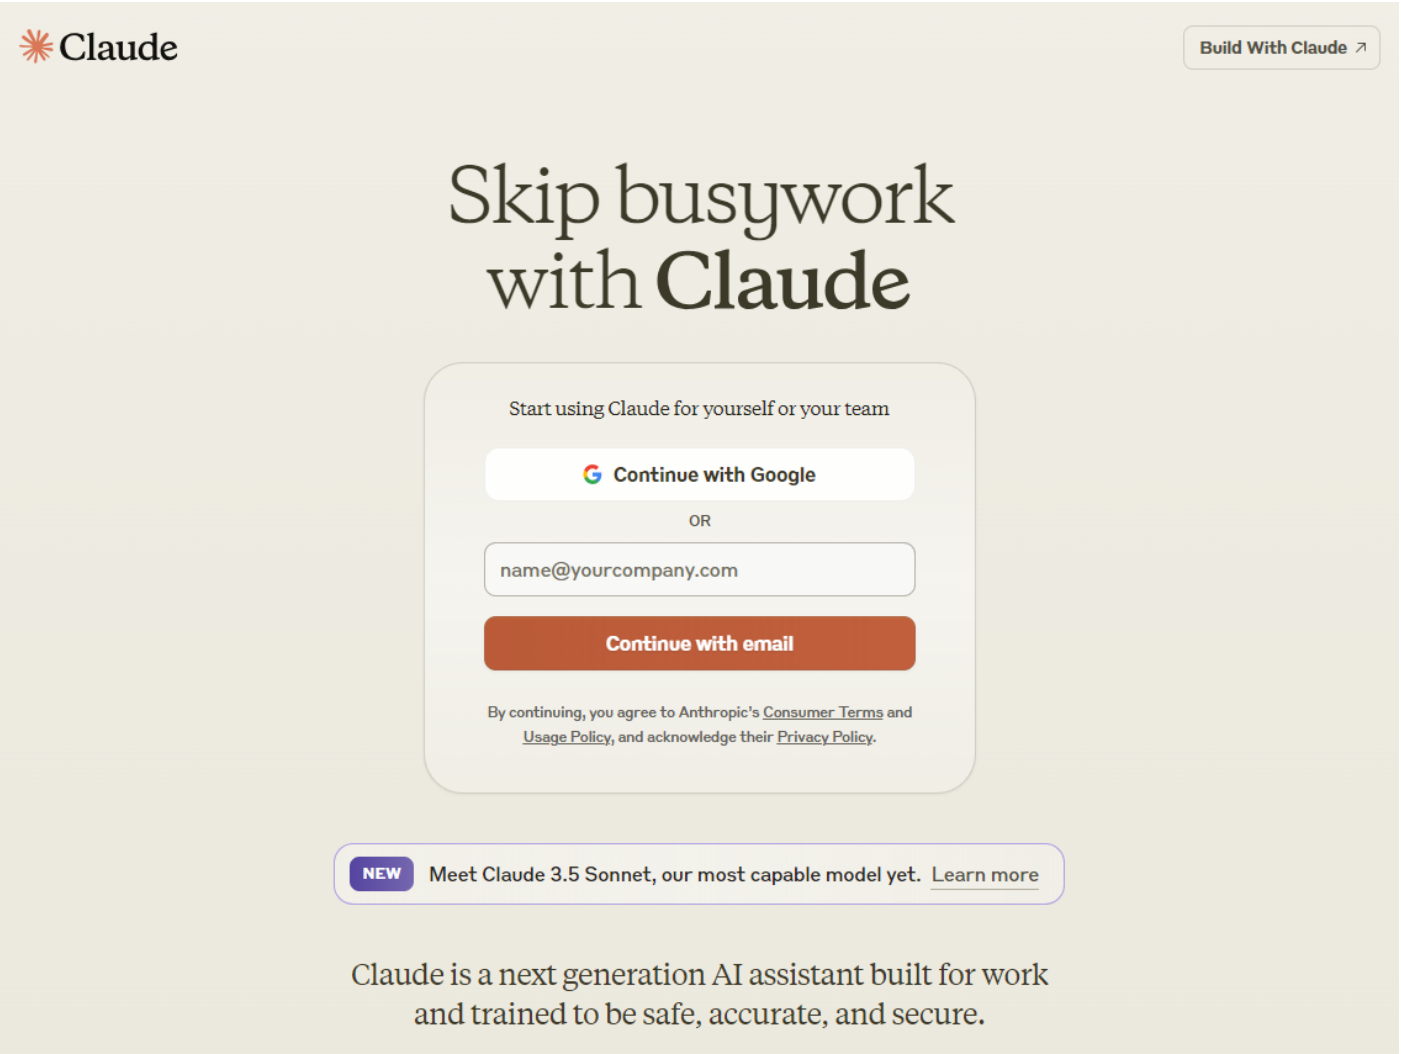 Claude
Build With Claude ↗
Skip busywork
with Claude
Start using Claude for yourself or your team
Continue with Google
OR
name@yourcompany.com
Continue with email
By continuing, you agree to Anthropic's Consumer Terms and
Usage Policy, and acknowledge their Privacy Policy.
NEW Meet Claude 3.5 Sonnet, our most capable model yet. Learn more
Claude is a next generation AI assistant built for work
and trained to be safe, accurate, and secure.